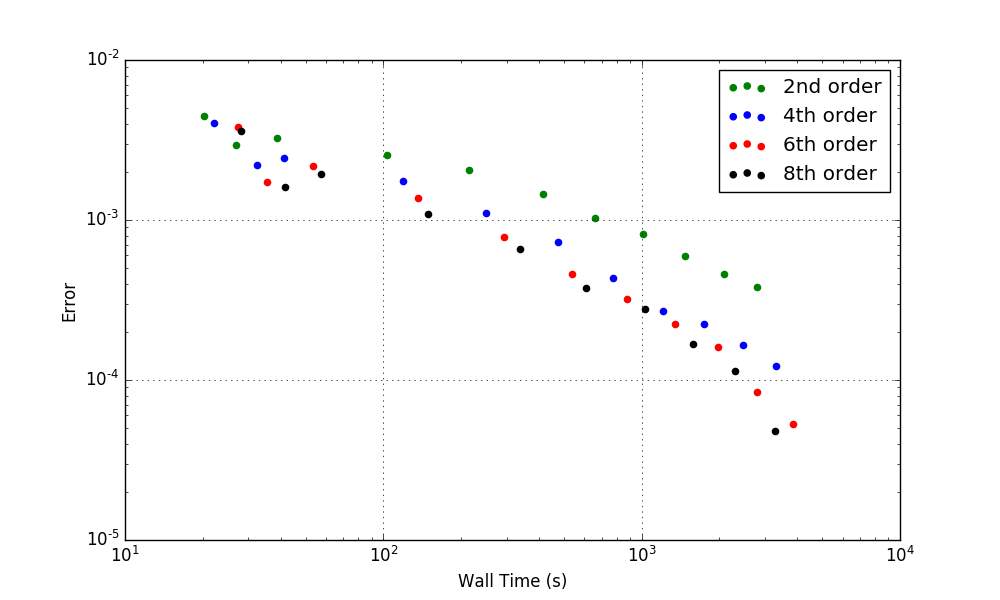 10^-2
10^-3
10^-4
10^-5
Error
2nd order
4th order
6th order
8th order
10^1 10^2 10^3 10^4
Wall Time (s)